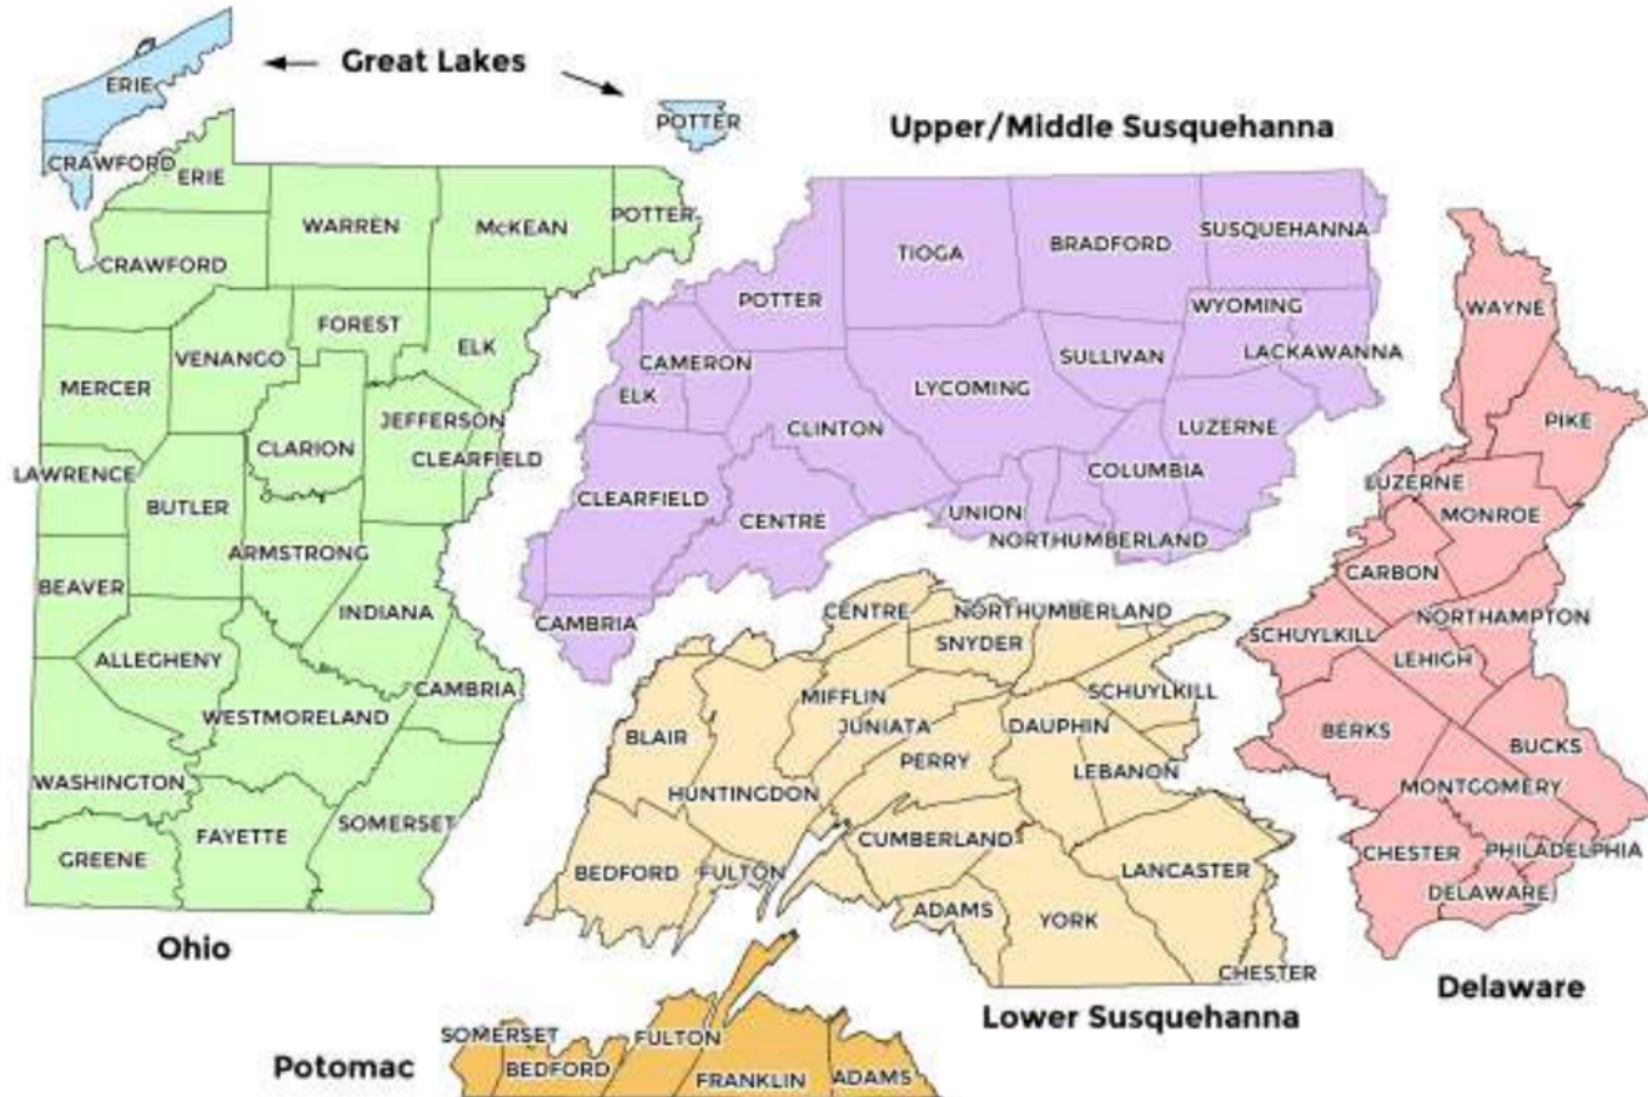 Great Lakes
ERIE
CRAWFORD
POTTER
ERIE
WARREN
McKEAN
POTTER
CRAWFORD
FOREST
VENANGO
ELK
MERCER
JEFFERSON
CLARION
CLEARFIELD
LAWRENCE
BUTLER
ARMSTRONG
BEAVER
INDIANA
ALLEGHENY
CAMBRIA
WESTMORELAND
WASHINGTON
SOMERSET
FAYETTE
GREENE
Ohio
Upper/Middle Susquehanna
SUSQUEHANNA
BRADFORD
TIOGA
POTTER
WYOMING
LACKAWANNA
SULLIVAN
CAMERON
LYCOMING
ELK
CLINTON
LUZERNE
COLUMBIA
CLEARFIELD
CENTRE
UNION
NORTHUMBERLAND
CAMBRIA
CENTRE
NORTHUMBERLAND
SNYDER
MIFFLIN
SCHUYLKILL
JUNIATA
DAUPHIN
BLAIR
PERRY
LEBANON
HUNTINGDON
CUMBERLAND
BEDFORD
FULTON
LANCASTER
ADAMS
YORK
CHESTER
Lower Susquehanna
WAYNE
PIKE
LUZERNE
MONROE
CARBON
NORTHAMPTON
SCHUYLKILL
LEHIGH
BERKS
BUCKS
MONTGOMERY
CHESTER
PHILADELPHIA
DELAWARE
Delaware
Potomac
SOMERSET
FULTON
BEDFORD
FRANKLIN
ADAMS